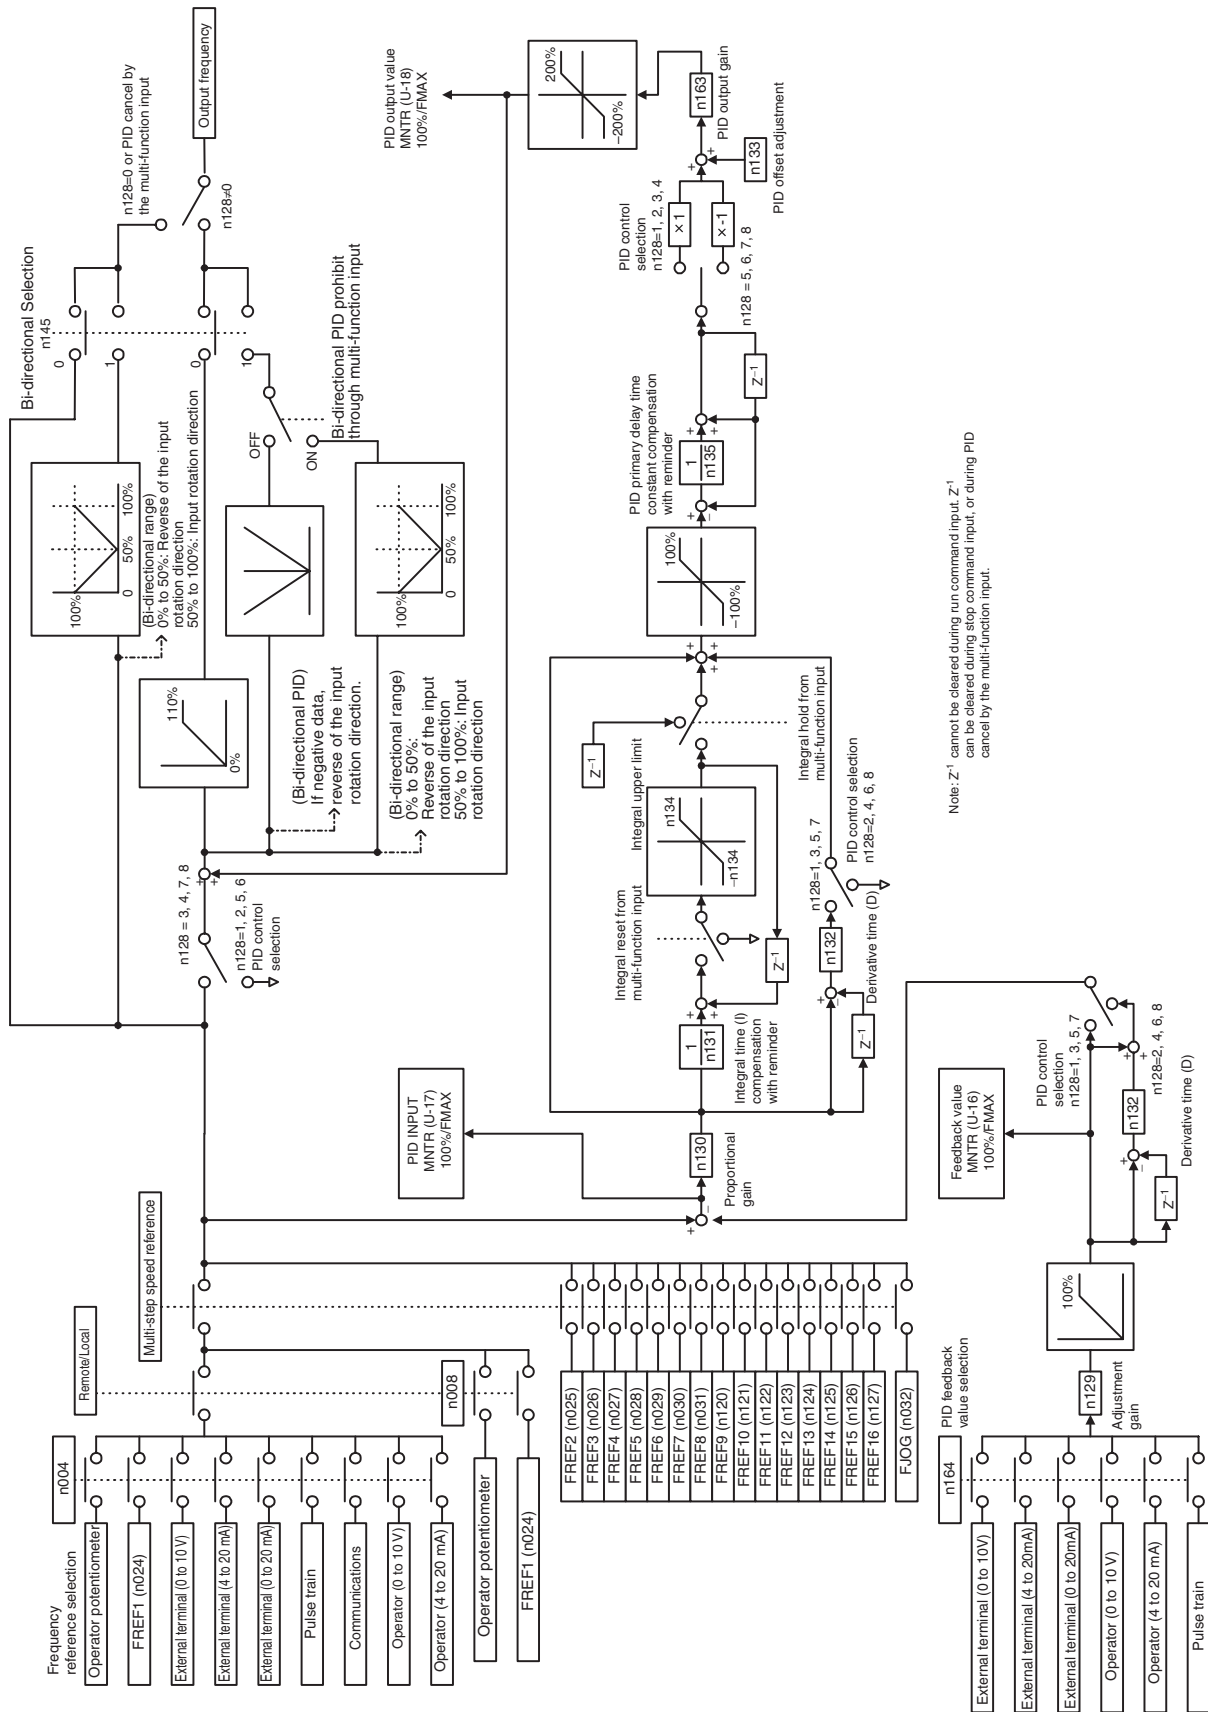 Frequency
reference selection
n004
Operator potentiometer
FREF1 (n024)
External terminal (0 to 10 V)
External terminal (4 to 20 mA)
External terminal (0 to 20 mA)
Pulse train
Communications
Operator (0 to 10 V)
Operator (4 to 20 mA)
Remote/Local
n008
Operator potentiometer
FREF1 (n024)
Multi-step speed reference
FREF2 (n025)
FREF3 (n026)
FREF4 (n027)
FREF5 (n028)
FREF6 (n029)
FREF7 (n030)
FREF8 (n031)
FREF9 (n120)
FREF10 (n121)
FREF11 (n122)
FREF12 (n123)
FREF13 (n124)
FREF14 (n125)
FREF15 (n126)
FREF16 (n127)
FJOG (n032)
PID feedback
value selection
n164
External terminal (0 to 10V)
External terminal (4 to 20mA)
External terminal (0 to 20mA)
Operator (0 to 10 V)
Operator (4 to 20 mA)
Pulse train
n129
Adjustment
gain
100%
Feedback value
MNTR (U-16)
100%/FMAX
PID control
selection
n128=1, 3, 5, 7
n132
+
−
+
+
Z⁻¹
Derivative time (D)
n128=2, 4, 6, 8
PID INPUT
MNTR (U-17)
100%/FMAX
+
−
n130
Proportional
gain
1
n131
Integral time (I)
compensation
with reminder
+
+
Z⁻¹
Integral reset from
multi-function input
Integral upper limit
n134
−n134
Z⁻¹
Integral hold from
multi-function input
+
−
Z⁻¹
n132
Derivative time (D)
n128=1, 3, 5, 7
PID control selection
n128=2, 4, 6, 8
+
+
+
100%
−100%
PID primary delay time
constant compensation
with reminder
+
−
1
n135
+
+
Z⁻¹
PID control
selection
n128=1, 2, 3, 4
n128 = 5, 6, 7, 8
× 1
× -1
+
+
n133
PID offset adjustment
n163
PID output gain
200%
−200%
PID output value
MNTR (U-18)
100%/FMAX
n128 = 3, 4, 7, 8
n128=1, 2, 5, 6
PID control
selection
+
+
110%
0%
100%
0
50%
100%
(Bi-directional range)
0% to 50%: Reverse of the input
rotation direction
50% to 100%: Input rotation direction
(Bi-directional PID)
If negative data,
reverse of the input
rotation direction.
(Bi-directional range)
0% to 50%:
Reverse of the input
rotation direction
50% to 100%: Input
rotation direction
100%
0
50%
100%
OFF
ON
Bi-directional PID prohibit
through multi-function input
Bi-directional Selection
n145
0
1
0
1
n128=0 or PID cancel by
the multi-function input
n128≠0
Output frequency
Note: Z⁻¹ cannot be cleared during run command input. Z⁻¹
can be cleared during stop command input, or during PID
cancel by the multi-function input.